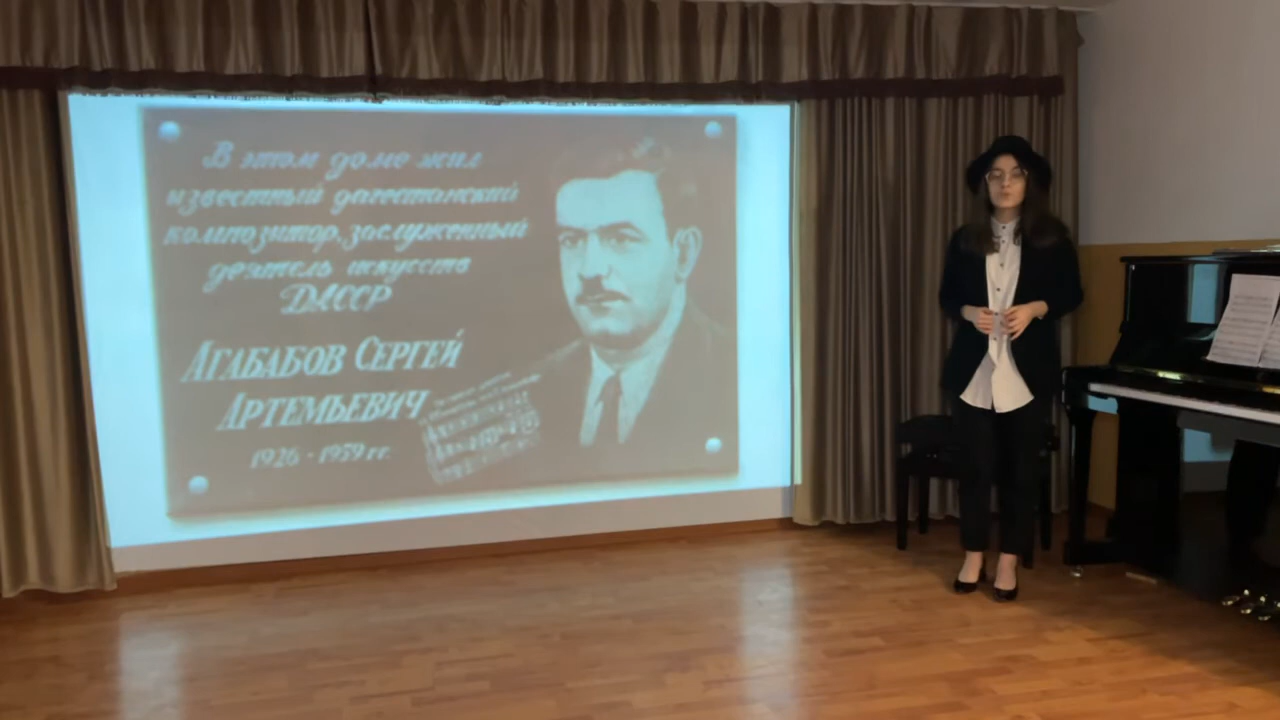 В этом доме жил
известный дагестанский
композитор, заслуженный
деятель искусств
ДАССР
АГАБАБОВ СЕРГЕЙ
АРТЕМЬЕВИЧ
1926 - 1959 гг.